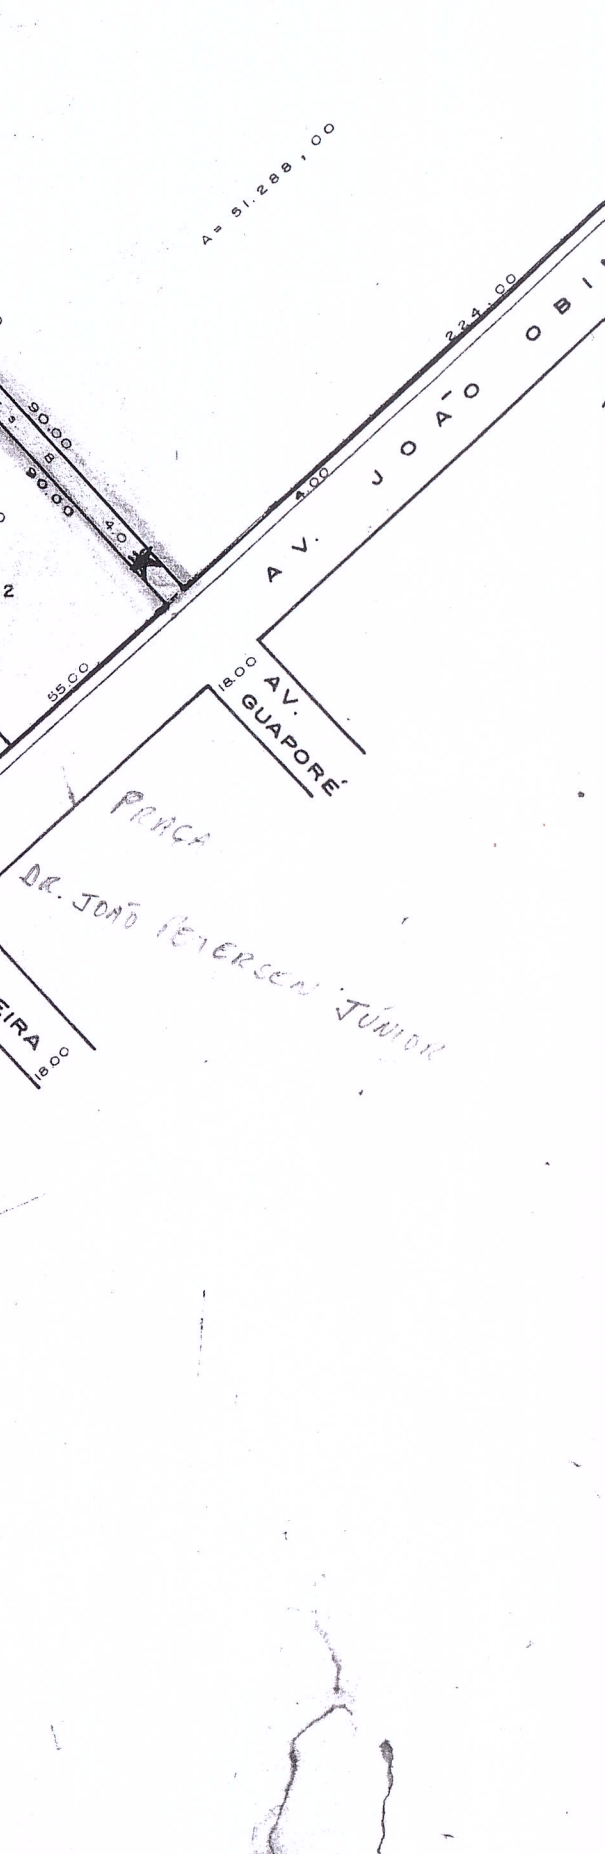 A = 51.288,00
224.00
AV. JOÃO OBI
90.00
90.00
4.00
4.0
2
55.00
18.00
AV.
GUAPORÉ
PRAÇA
DR. JOÃO PETERSEN JÚNIOR
EIRA
18.00